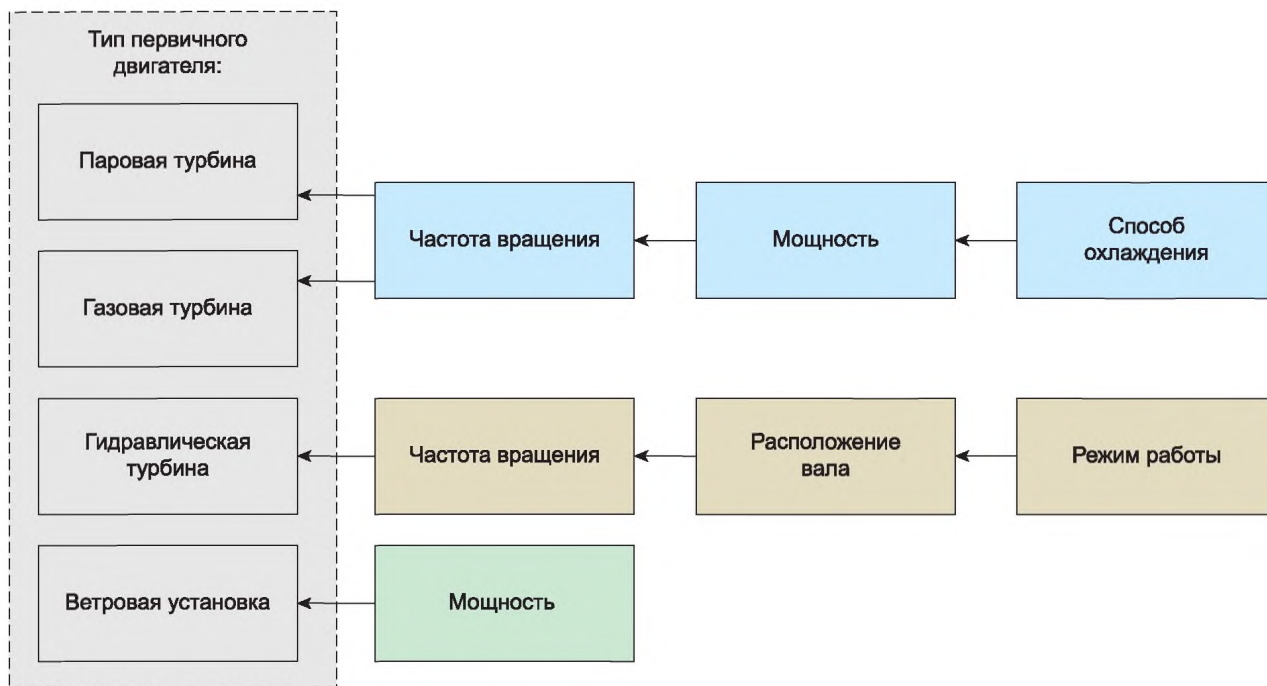 Тип первичного
двигателя:
Паровая турбина
Частота вращения
Мощность
Способ
охлаждения
Газовая турбина
Гидравлическая
турбина
Частота вращения
Расположение
вала
Режим работы
Ветровая установка
Мощность